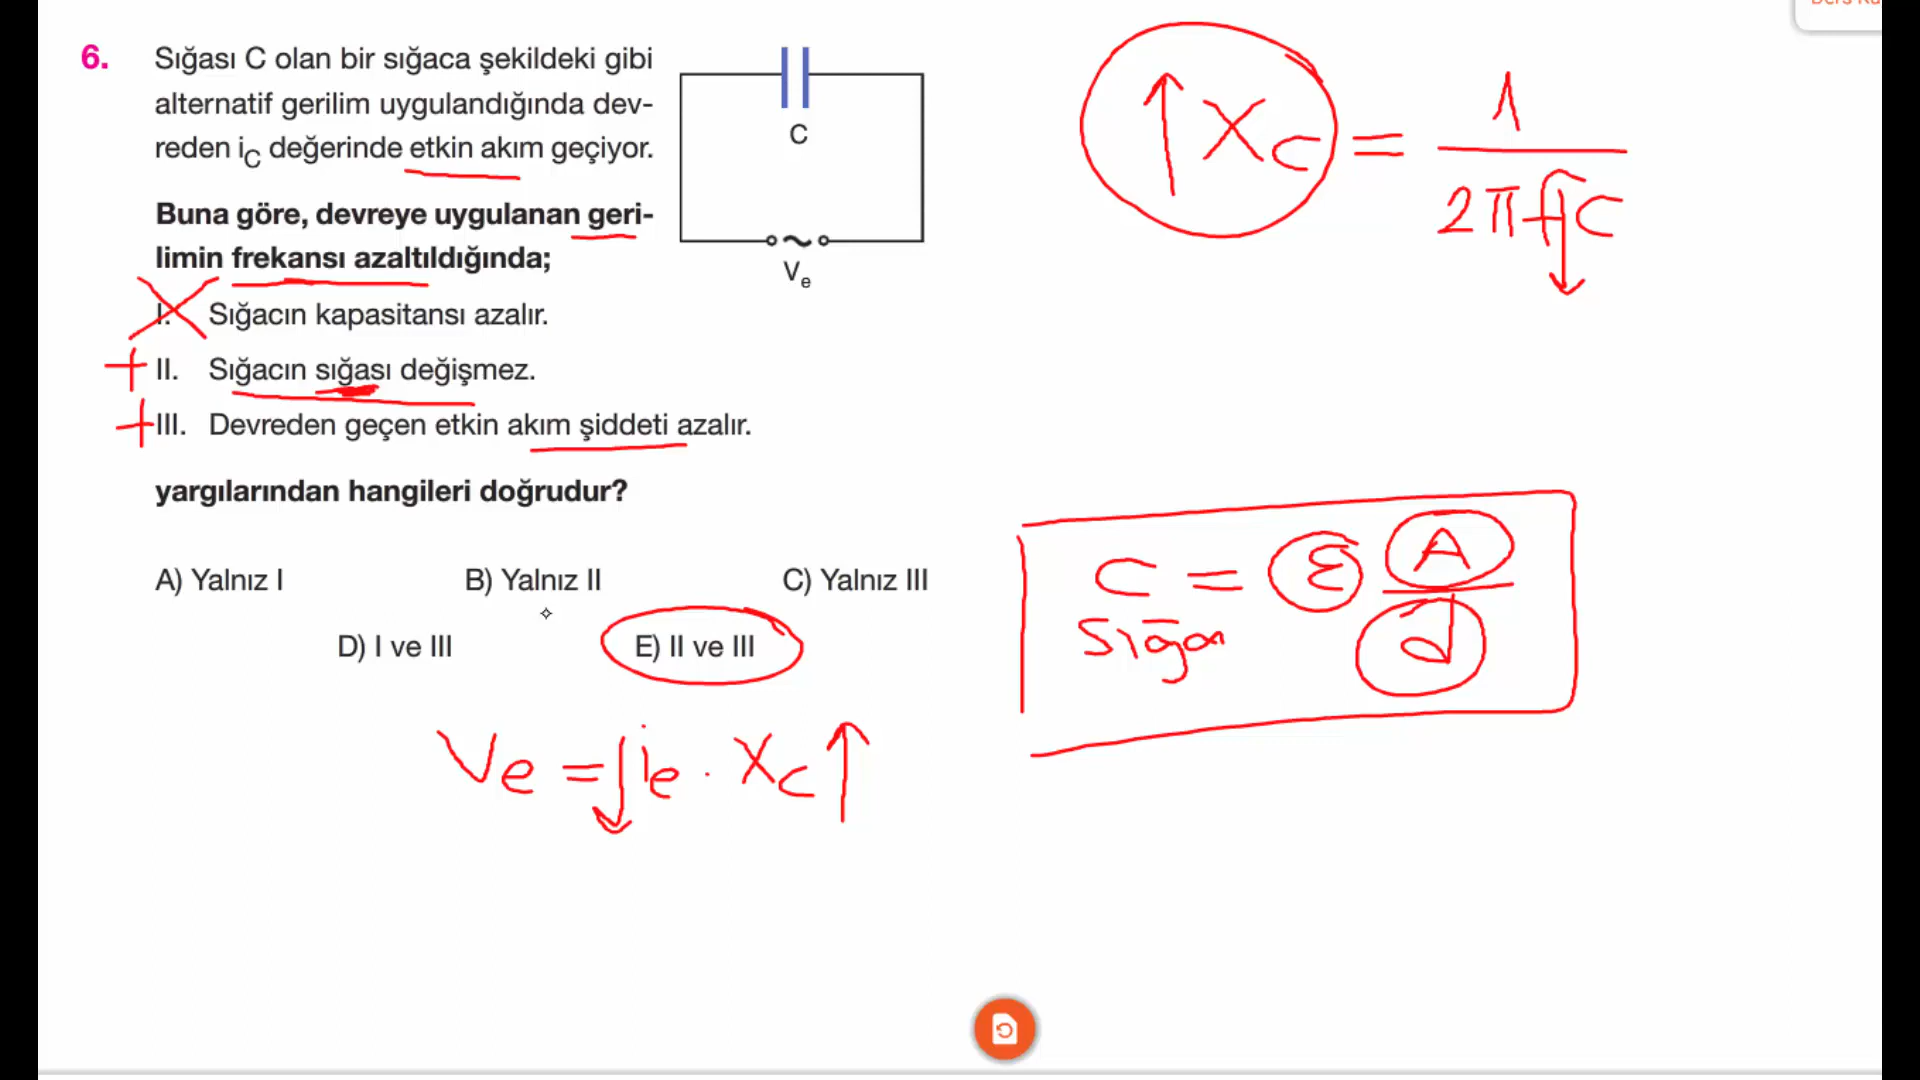 6. Sığası C olan bir sığaca şekildeki gibi
alternatif gerilim uygulandığında dev-
reden iC değerinde etkin akım geçiyor.
Buna göre, devreye uygulanan geri-
limin frekansı azaltıldığında;
I. Sığacın kapasitansı azalır.
II. Sığacın sığası değişmez.
III. Devreden geçen etkin akım şiddeti azalır.
yargılarından hangileri doğrudur?
A) Yalnız I B) Yalnız II C) Yalnız III
D) I ve III E) II ve III
C
Ve
↑ XC = 1
2πf↓C
C = ε A
d
Sığa
Ve = ↓ie . XC↑